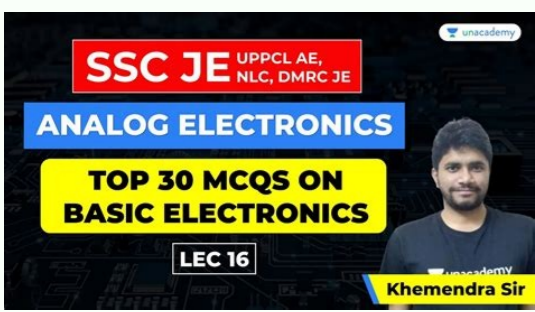 unacademy
SSC JE UPPCL AE,
NLC, DMRC JE
ANALOG ELECTRONICS
TOP 30 MCQS ON
BASIC ELECTRONICS
LEC 16
unacademy
Khemendra Sir